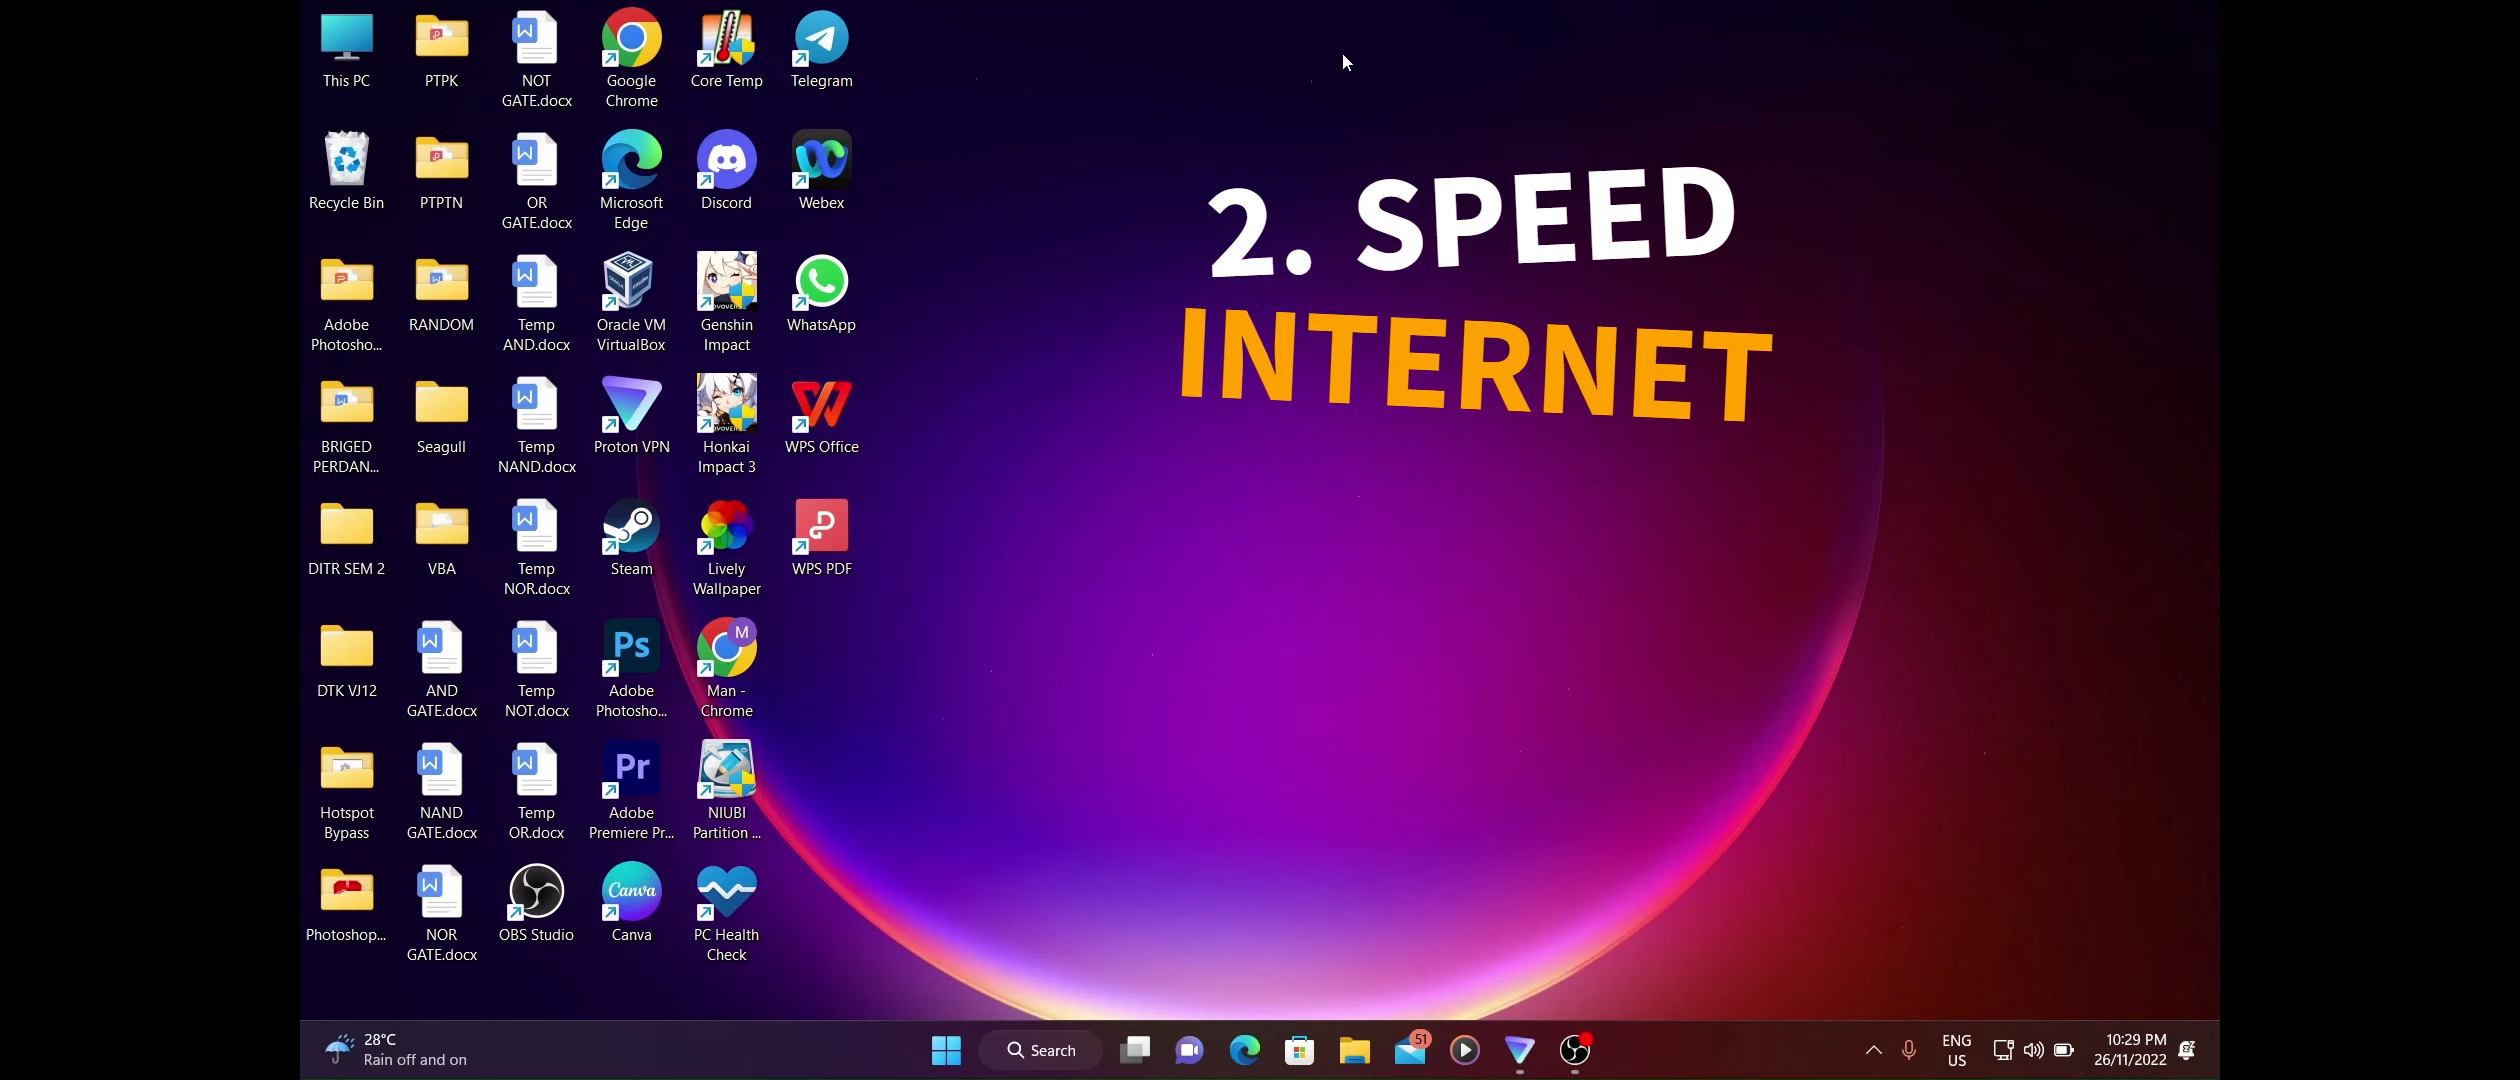 This PC
PTPK
NOT
GATE.docx
Google
Chrome
Core Temp
Telegram
Recycle Bin
PTPTN
OR
GATE.docx
Microsoft
Edge
Discord
Webex
Adobe
Photosho...
RANDOM
Temp
AND.docx
Oracle VM
VirtualBox
Genshin
Impact
WhatsApp
BRIGED
PERDAN...
Seagull
Temp
NAND.docx
Proton VPN
Honkai
Impact 3
WPS Office
DITR SEM 2
VBA
Temp
NOR.docx
Steam
Lively
Wallpaper
WPS PDF
DTK VJ12
AND
GATE.docx
Temp
NOT.docx
Ps
Adobe
Photosho...
M
Man -
Chrome
Hotspot
Bypass
NAND
GATE.docx
Temp
OR.docx
Pr
Adobe
Premiere Pr...
NIUBI
Partition ...
Photoshop...
NOR
GATE.docx
OBS Studio
Canva
Canva
PC Health
Check
2. SPEED
INTERNET
28°C
Rain off and on
Search
51
ENG
US
10:29 PM
26/11/2022